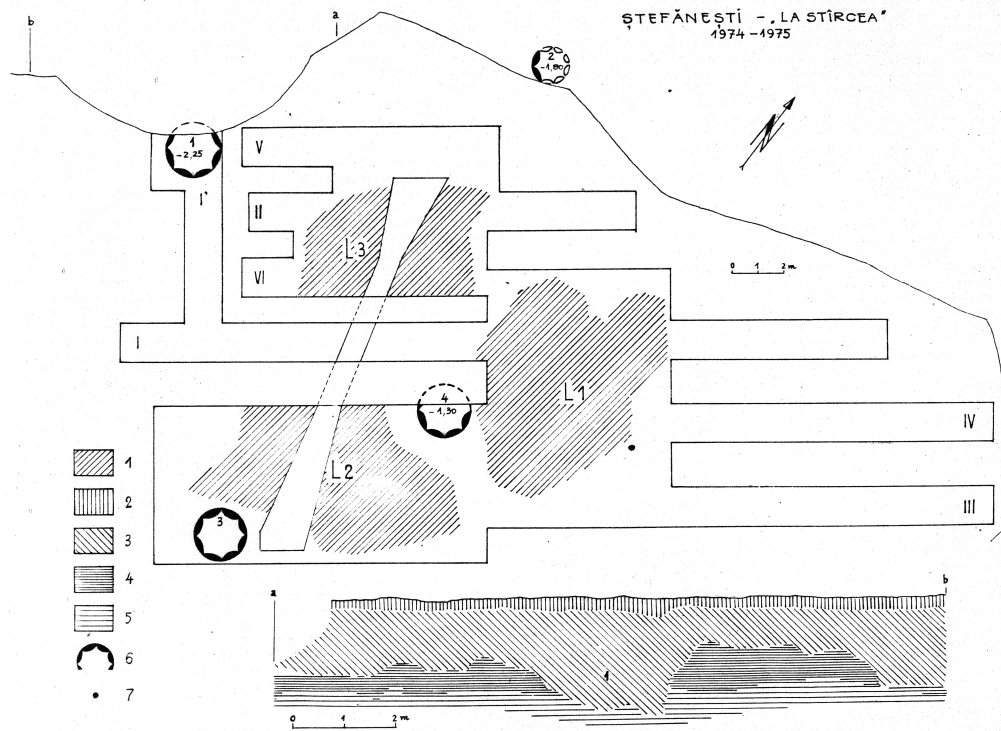 ȘTEFĂNEȘTI - „LA STÎRCEA"
1974-1975
b
a
2
-1,80
1
-2,25
V
I'
II
L3
VI
0 1 2 m
I
L1
4
-1,30
IV
L2
3
III
1
2
3
4
5
6
7
a
b
1
0 1 2 m